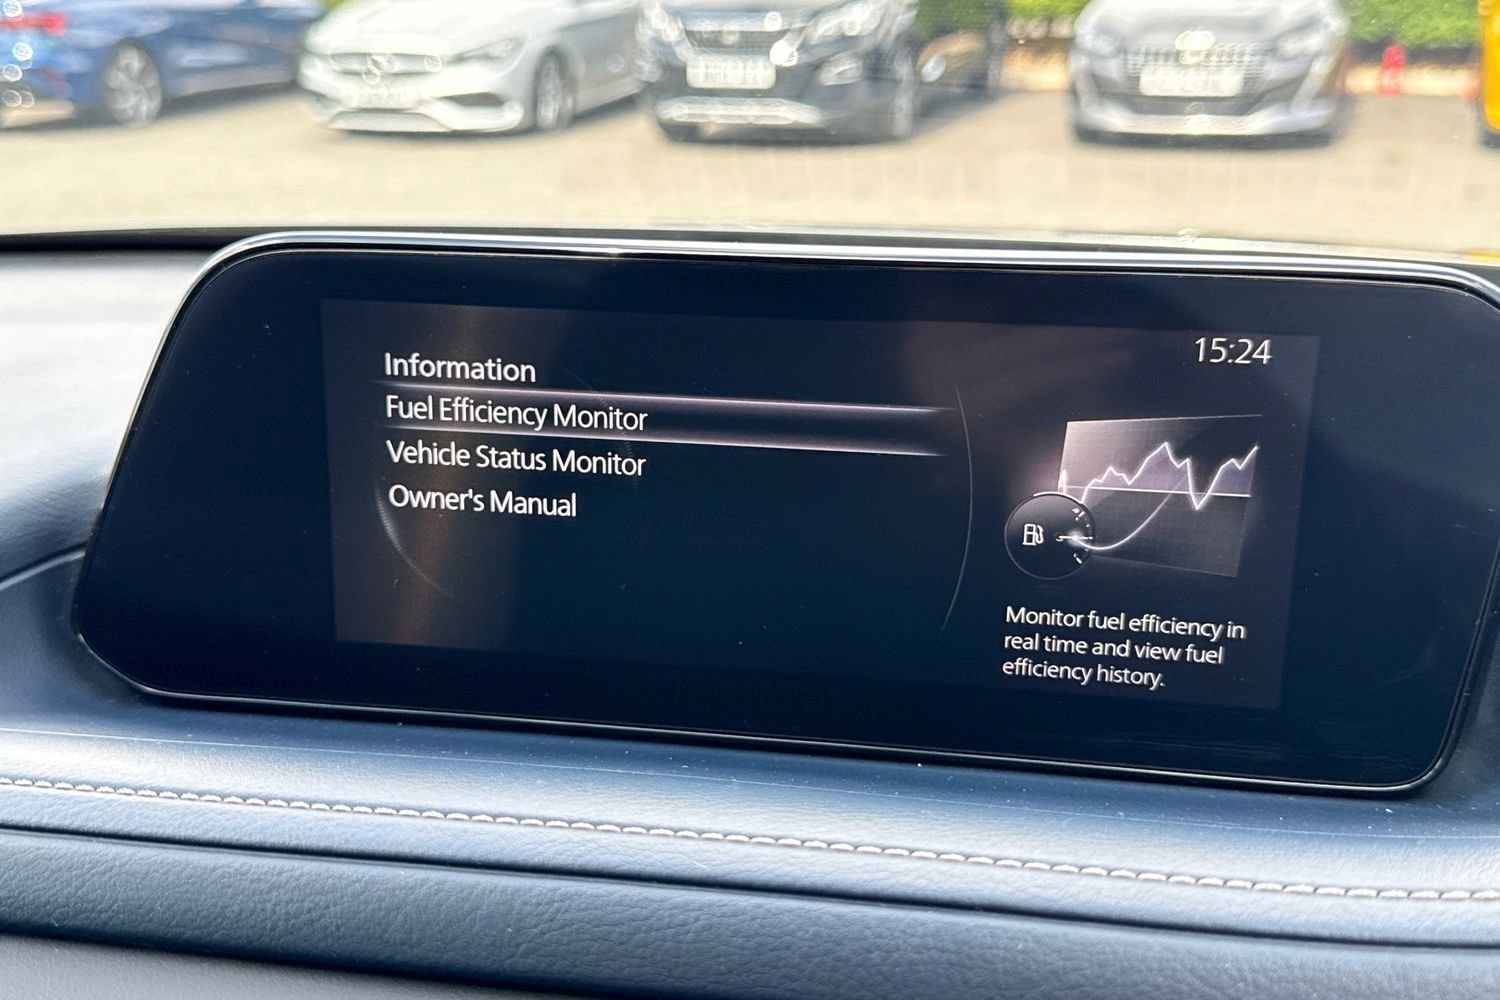 15:24
Information
Fuel Efficiency Monitor
Vehicle Status Monitor
Owner's Manual
Monitor fuel efficiency in
real time and view fuel
efficiency history.